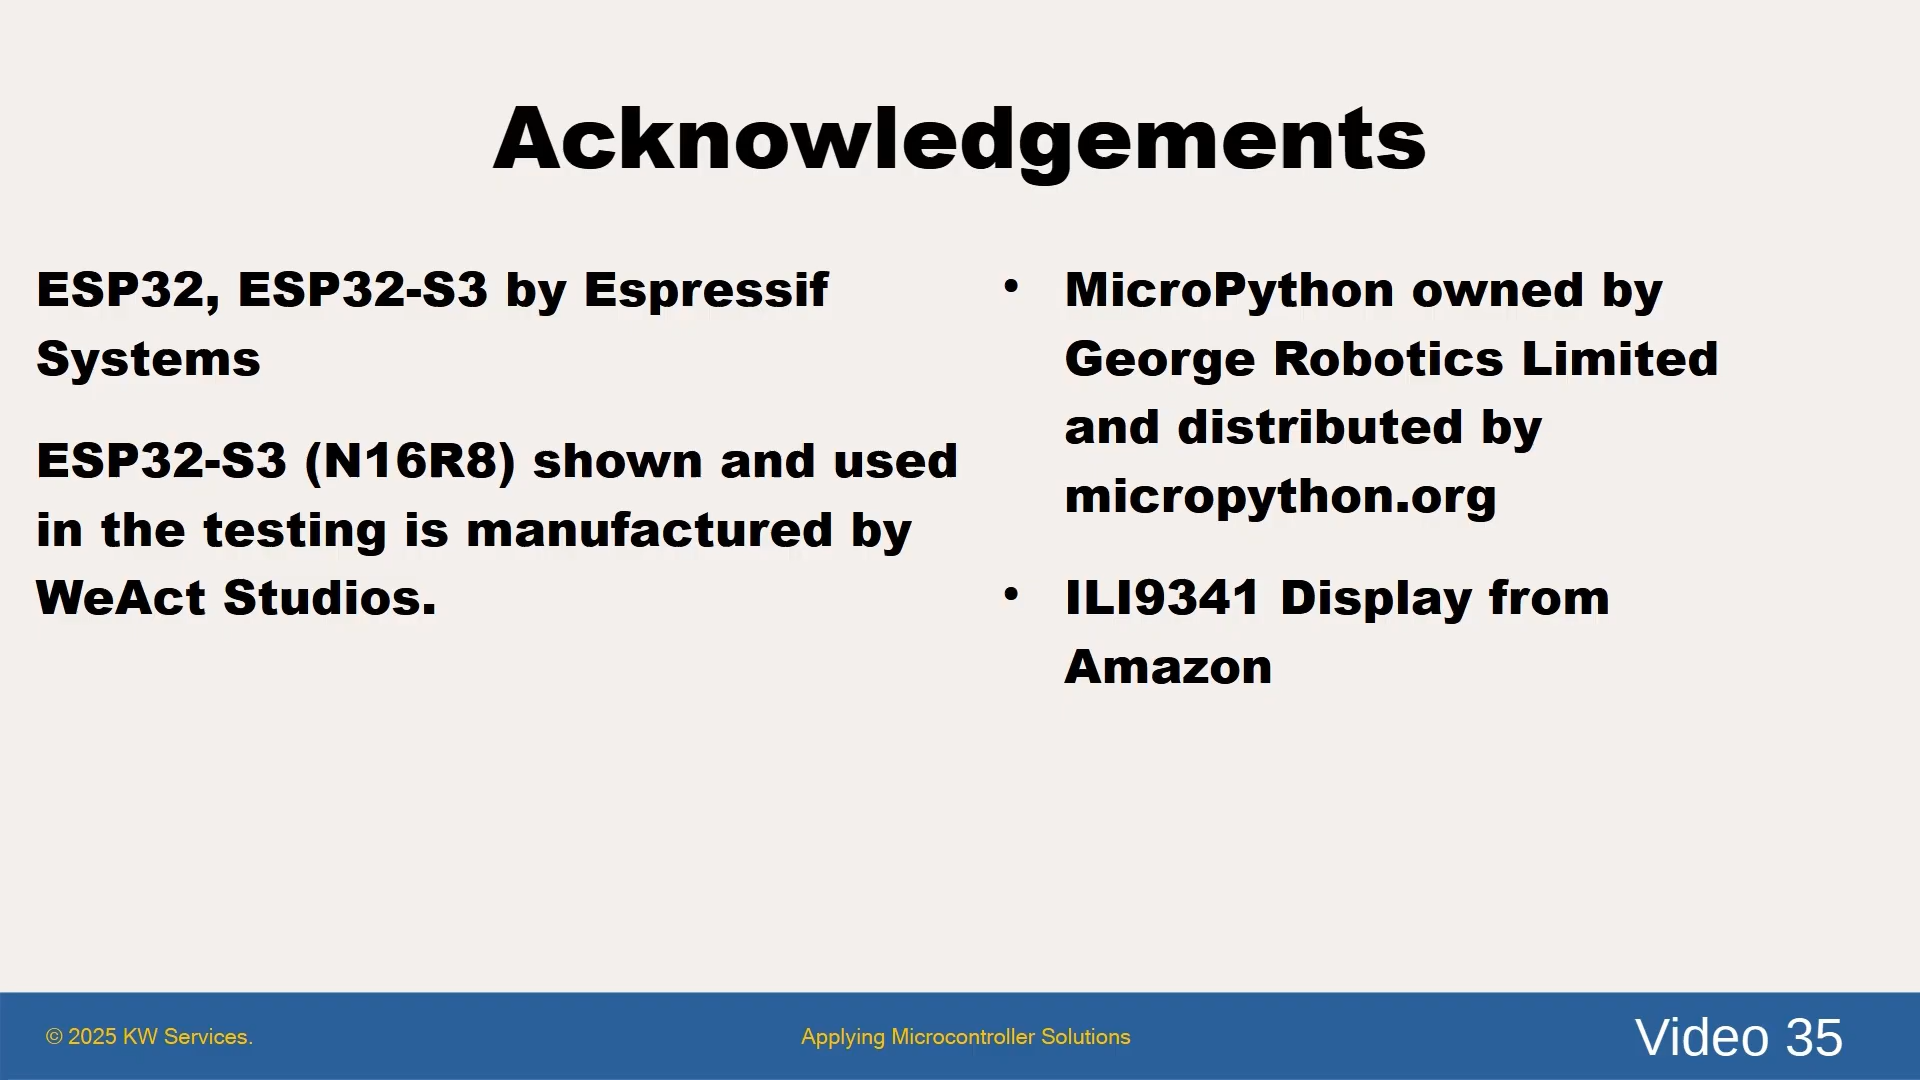 Acknowledgements
ESP32, ESP32-S3 by Espressif
Systems
ESP32-S3 (N16R8) shown and used
in the testing is manufactured by
WeAct Studios.
• MicroPython owned by
George Robotics Limited
and distributed by
micropython.org
• ILI9341 Display from
Amazon
© 2025 KW Services.
Applying Microcontroller Solutions
Video 35